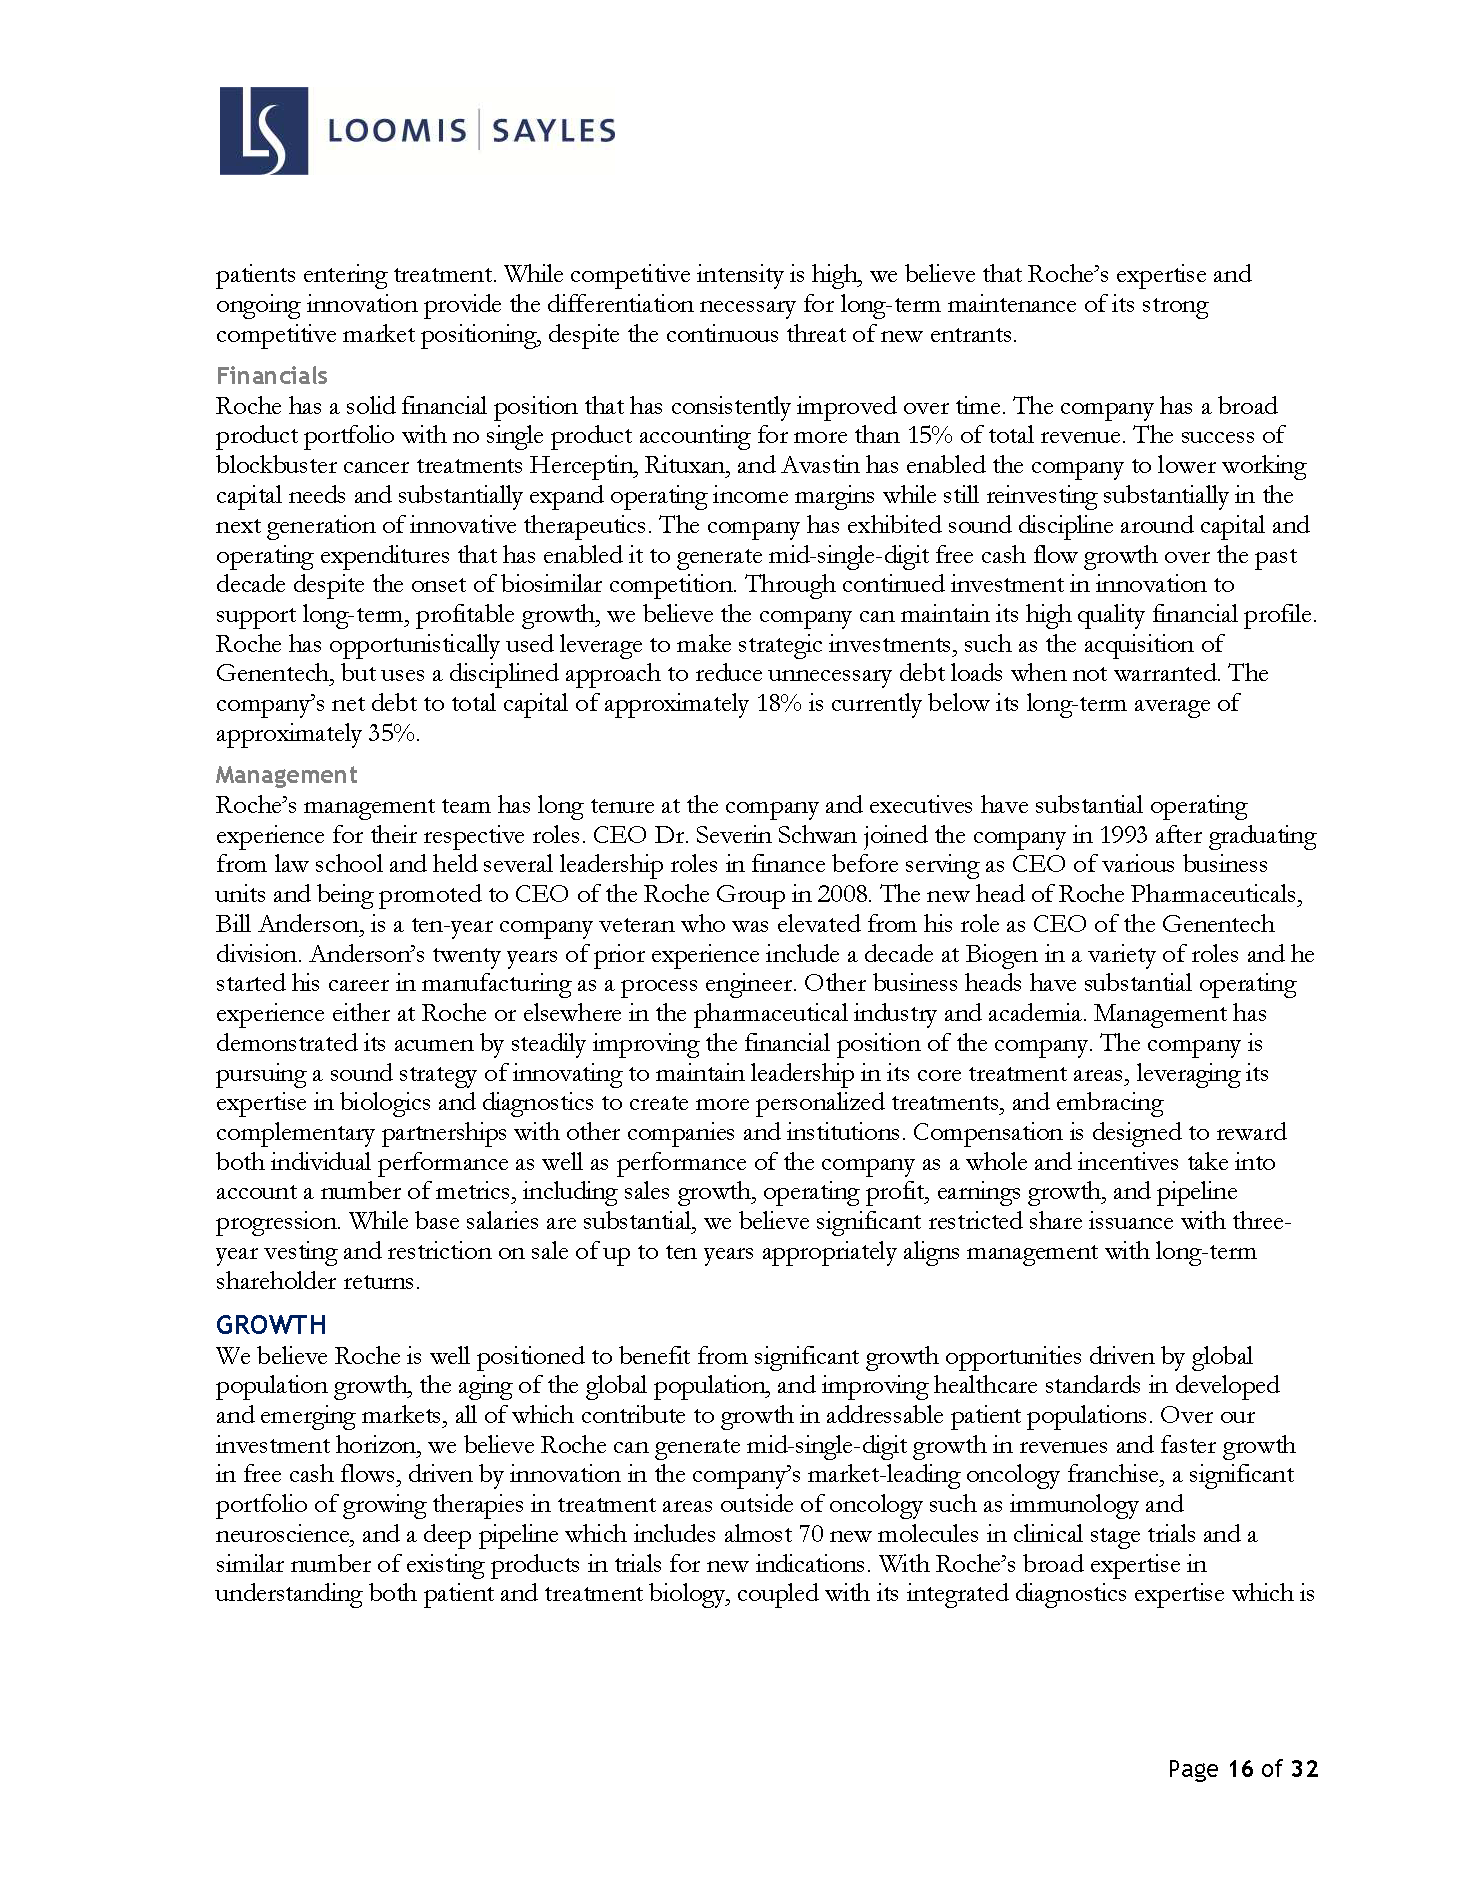 LS LOOMIS | SAYLES
patients entering treatment. While competitive intensity is high, we believe that Roche’s expertise and
ongoing innovation provide the differentiation necessary for long-term maintenance of its strong
competitive market positioning, despite the continuous threat of new entrants.
Financials
Roche has a solid financial position that has consistently improved over time. The company has a broad
product portfolio with no single product accounting for more than 15% of total revenue. The success of
blockbuster cancer treatments Herceptin, Rituxan, and Avastin has enabled the company to lower working
capital needs and substantially expand operating income margins while still reinvesting substantially in the
next generation of innovative therapeutics. The company has exhibited sound discipline around capital and
operating expenditures that has enabled it to generate mid-single-digit free cash flow growth over the past
decade despite the onset of biosimilar competition. Through continued investment in innovation to
support long-term, profitable growth, we believe the company can maintain its high quality financial profile.
Roche has opportunistically used leverage to make strategic investments, such as the acquisition of
Genentech, but uses a disciplined approach to reduce unnecessary debt loads when not warranted. The
company’s net debt to total capital of approximately 18% is currently below its long-term average of
approximately 35%.
Management
Roche’s management team has long tenure at the company and executives have substantial operating
experience for their respective roles. CEO Dr. Severin Schwan joined the company in 1993 after graduating
from law school and held several leadership roles in finance before serving as CEO of various business
units and being promoted to CEO of the Roche Group in 2008. The new head of Roche Pharmaceuticals,
Bill Anderson, is a ten-year company veteran who was elevated from his role as CEO of the Genentech
division. Anderson’s twenty years of prior experience include a decade at Biogen in a variety of roles and he
started his career in manufacturing as a process engineer. Other business heads have substantial operating
experience either at Roche or elsewhere in the pharmaceutical industry and academia. Management has
demonstrated its acumen by steadily improving the financial position of the company. The company is
pursuing a sound strategy of innovating to maintain leadership in its core treatment areas, leveraging its
expertise in biologics and diagnostics to create more personalized treatments, and embracing
complementary partnerships with other companies and institutions. Compensation is designed to reward
both individual performance as well as performance of the company as a whole and incentives take into
account a number of metrics, including sales growth, operating profit, earnings growth, and pipeline
progression. While base salaries are substantial, we believe significant restricted share issuance with three-
year vesting and restriction on sale of up to ten years appropriately aligns management with long-term
shareholder returns.
GROWTH
We believe Roche is well positioned to benefit from significant growth opportunities driven by global
population growth, the aging of the global population, and improving healthcare standards in developed
and emerging markets, all of which contribute to growth in addressable patient populations. Over our
investment horizon, we believe Roche can generate mid-single-digit growth in revenues and faster growth
in free cash flows, driven by innovation in the company’s market-leading oncology franchise, a significant
portfolio of growing therapies in treatment areas outside of oncology such as immunology and
neuroscience, and a deep pipeline which includes almost 70 new molecules in clinical stage trials and a
similar number of existing products in trials for new indications. With Roche’s broad expertise in
understanding both patient and treatment biology, coupled with its integrated diagnostics expertise which is
Page 16 of 32